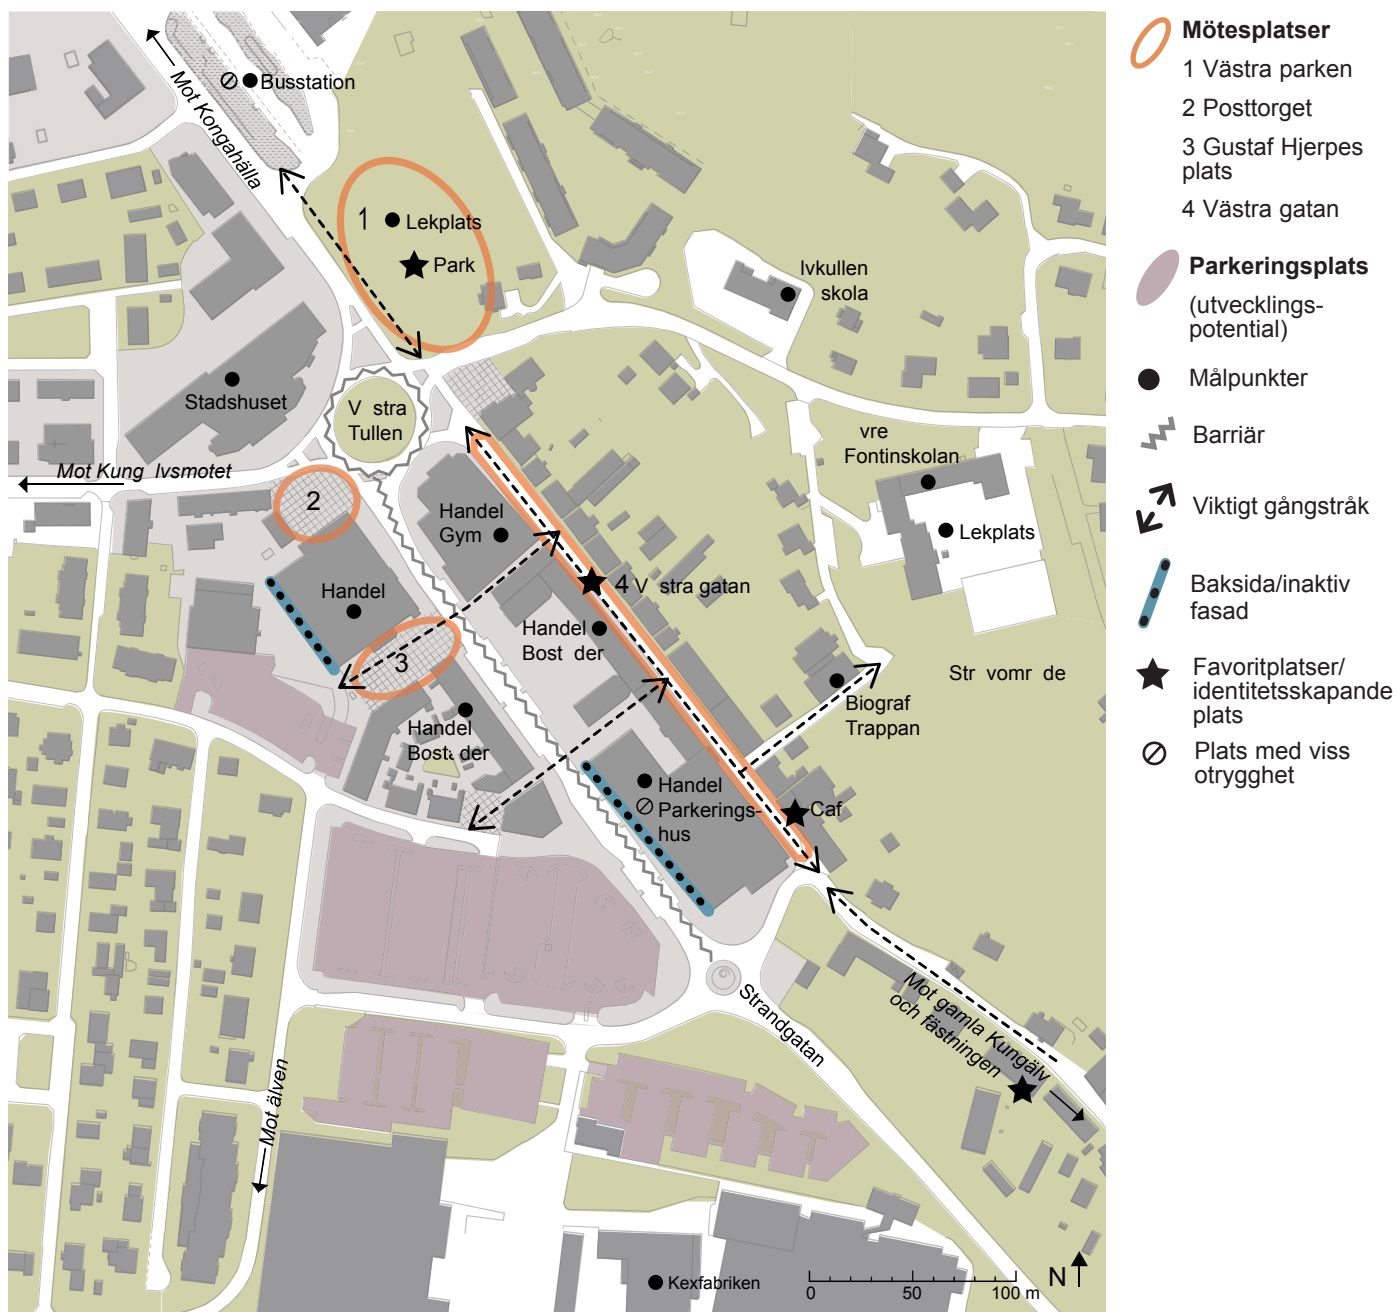 Mot Kongahälla
Busstation
1
Lekplats
Park
Ivkullen
skola
Stadshuset
V stra
Tullen
Mot Kung lvsmotet
2
Handel
Gym
vre
Fontinskolan
Lekplats
4 V stra gatan
Handel
Handel
Bost der
3
Str vomr de
Biograf
Trappan
Handel
Bost der
Handel
Parkerings-
hus
Caf
Strandgatan
Mot gamla Kungälv
och fästningen
Mot älven
Kexfabriken
0 50 100 m
N
Mötesplatser
1 Västra parken
2 Posttorget
3 Gustaf Hjerpes
plats
4 Västra gatan
Parkeringsplats
(utvecklings-
potential)
Målpunkter
Barriär
Viktigt gångstråk
Baksida/inaktiv
fasad
Favoritplatser/
identitetsskapande
plats
Plats med viss
otrygghet